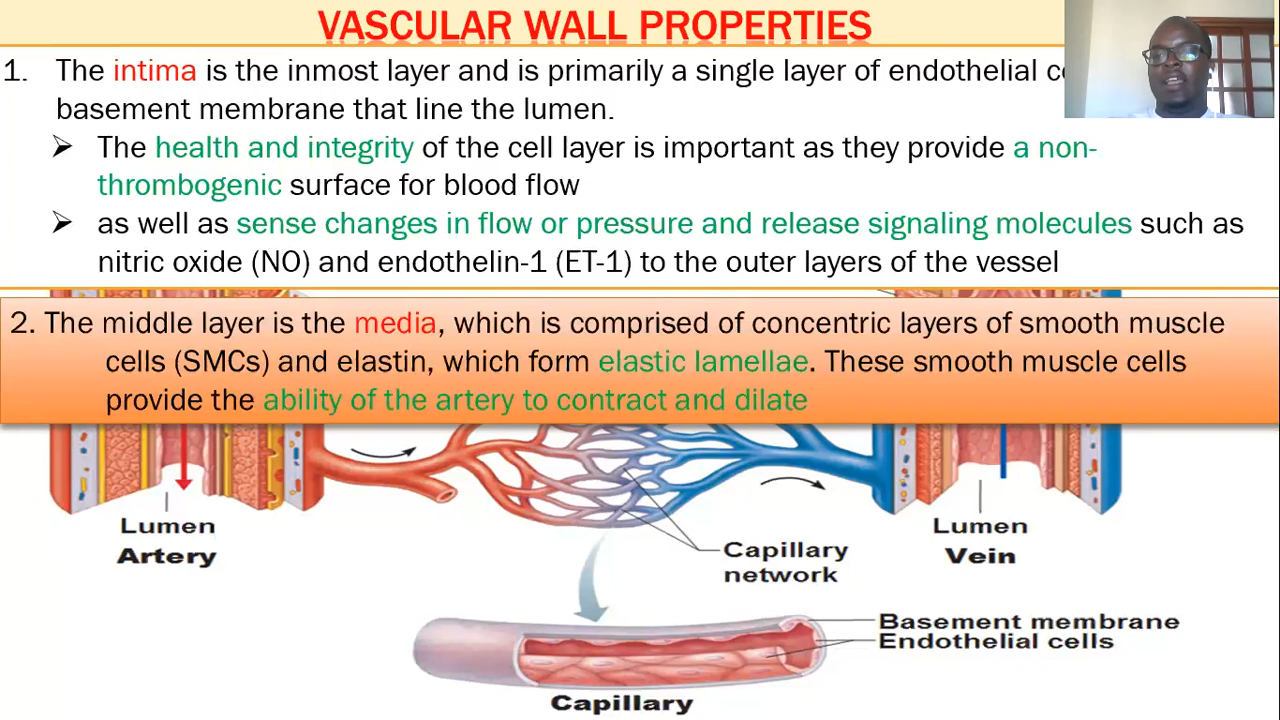 VASCULAR WALL PROPERTIES
1. The intima is the inmost layer and is primarily a single layer of endothelial
basement membrane that line the lumen.
➢ The health and integrity of the cell layer is important as they provide a non-
thrombogenic surface for blood flow
➢ as well as sense changes in flow or pressure and release signaling molecules such as
nitric oxide (NO) and endothelin-1 (ET-1) to the outer layers of the vessel
2. The middle layer is the media, which is comprised of concentric layers of smooth muscle
cells (SMCs) and elastin, which form elastic lamellae. These smooth muscle cells
provide the ability of the artery to contract and dilate
Lumen
Artery
Lumen
Vein
Capillary
network
Basement membrane
Endothelial cells
Capillary